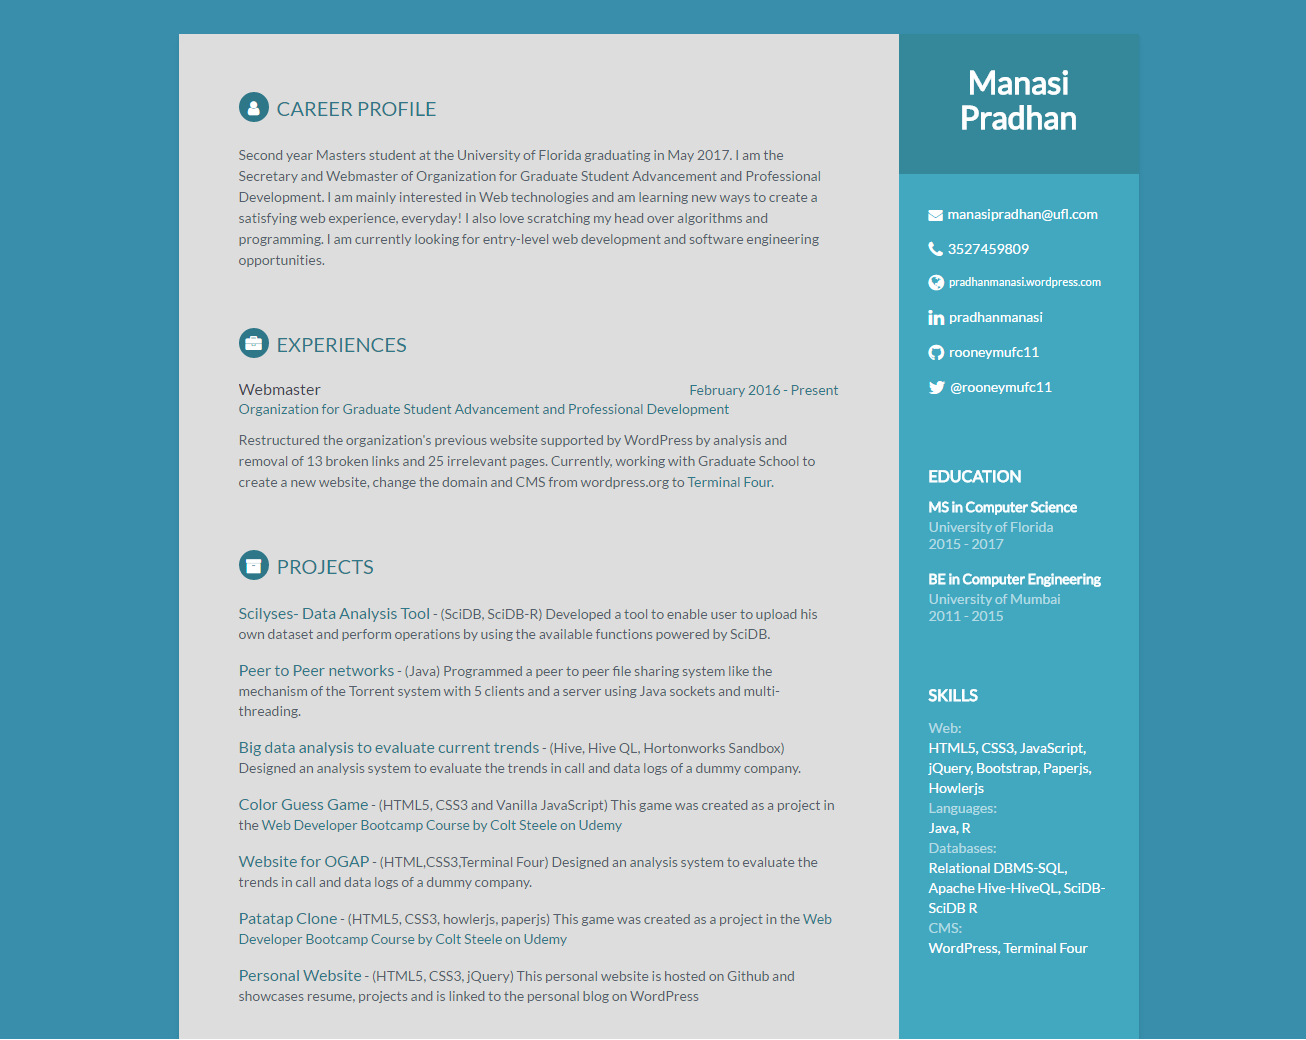 CAREER PROFILE
Second year Masters student at the University of Florida graduating in May 2017. I am the
Secretary and Webmaster of Organization for Graduate Student Advancement and Professional
Development. I am mainly interested in Web technologies and am learning new ways to create a
satisfying web experience, everyday! I also love scratching my head over algorithms and
programming. I am currently looking for entry-level web development and software engineering
opportunities.
EXPERIENCES
Webmaster February 2016 - Present
Organization for Graduate Student Advancement and Professional Development
Restructured the organization's previous website supported by WordPress by analysis and
removal of 13 broken links and 25 irrelevant pages. Currently, working with Graduate School to
create a new website, change the domain and CMS from wordpress.org to Terminal Four.
PROJECTS
Scilyses- Data Analysis Tool - (SciDB, SciDB-R) Developed a tool to enable user to upload his
own dataset and perform operations by using the available functions powered by SciDB.
Peer to Peer networks - (Java) Programmed a peer to peer file sharing system like the
mechanism of the Torrent system with 5 clients and a server using Java sockets and multi-
threading.
Big data analysis to evaluate current trends - (Hive, Hive QL, Hortonworks Sandbox)
Designed an analysis system to evaluate the trends in call and data logs of a dummy company.
Color Guess Game - (HTML5, CSS3 and Vanilla JavaScript) This game was created as a project in
the Web Developer Bootcamp Course by Colt Steele on Udemy
Website for OGAP - (HTML,CSS3,Terminal Four) Designed an analysis system to evaluate the
trends in call and data logs of a dummy company.
Patatap Clone - (HTML5, CSS3, howlerjs, paperjs) This game was created as a project in the Web
Developer Bootcamp Course by Colt Steele on Udemy
Personal Website - (HTML5, CSS3, jQuery) This personal website is hosted on Github and
showcases resume, projects and is linked to the personal blog on WordPress
Manasi
Pradhan
manasipradhan@ufl.com
3527459809
pradhanmanasi.wordpress.com
pradhanmanasi
rooneymufc11
@rooneymufc11
EDUCATION
MS in Computer Science
University of Florida
2015 - 2017
BE in Computer Engineering
University of Mumbai
2011 - 2015
SKILLS
Web:
HTML5, CSS3, JavaScript,
jQuery, Bootstrap, Paperjs,
Howlerjs
Languages:
Java, R
Databases:
Relational DBMS-SQL,
Apache Hive-HiveQL, SciDB-
SciDB R
CMS:
WordPress, Terminal Four